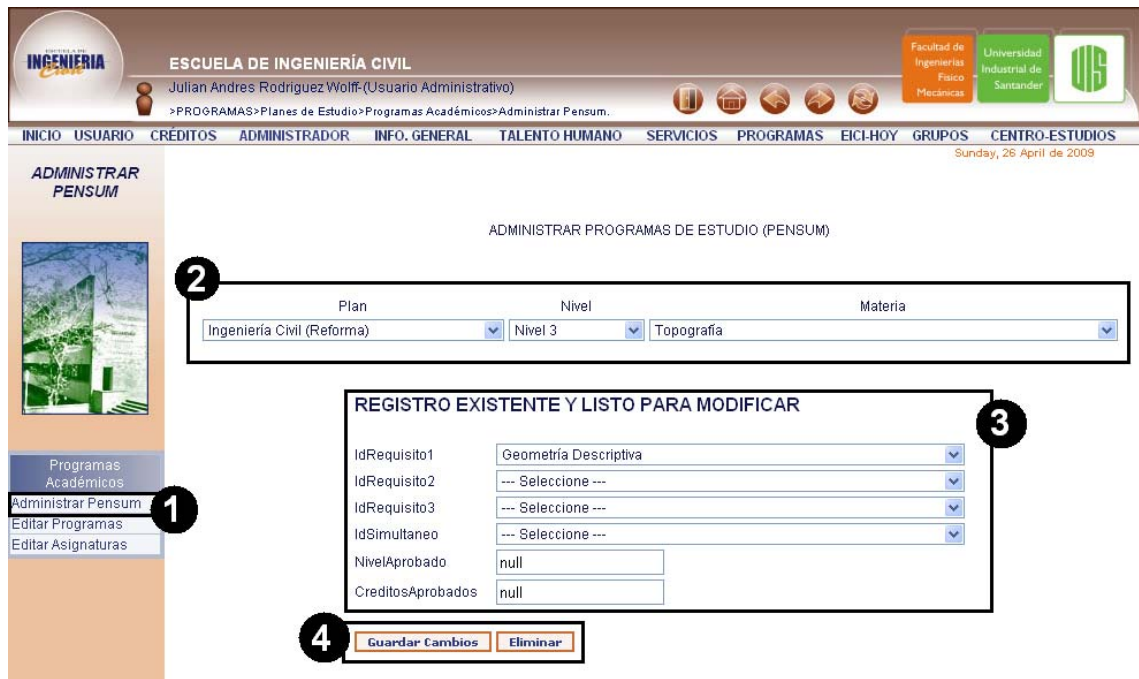 ESCUELA DE
INGENIERIA
Civil
ESCUELA DE INGENIERÍA CIVIL
Julian Andres Rodriguez Wolff-(Usuario Administrativo)
>PROGRAMAS>Planes de Estudio>Programas Académicos>Administrar Pensum.
Facultad de
Ingenierías
Físico
Mecánicas
Universidad
Industrial de
Santander
UIS
INICIO USUARIO CRÉDITOS ADMINISTRADOR INFO. GENERAL TALENTO HUMANO SERVICIOS PROGRAMAS EICI-HOY GRUPOS CENTRO-ESTUDIOS
Sunday, 26 April de 2009
ADMINISTRAR
PENSUM
ADMINISTRAR PROGRAMAS DE ESTUDIO (PENSUM)
2
Plan Nivel Materia
Ingeniería Civil (Reforma) Nivel 3 Topografía
REGISTRO EXISTENTE Y LISTO PARA MODIFICAR
3
IdRequisito1 Geometría Descriptiva
IdRequisito2 --- Seleccione ---
IdRequisito3 --- Seleccione ---
IdSimultaneo --- Seleccione ---
NivelAprobado null
CreditosAprobados null
Programas
Académicos
Administrar Pensum
1
Editar Programas
Editar Asignaturas
4
Guardar Cambios Eliminar